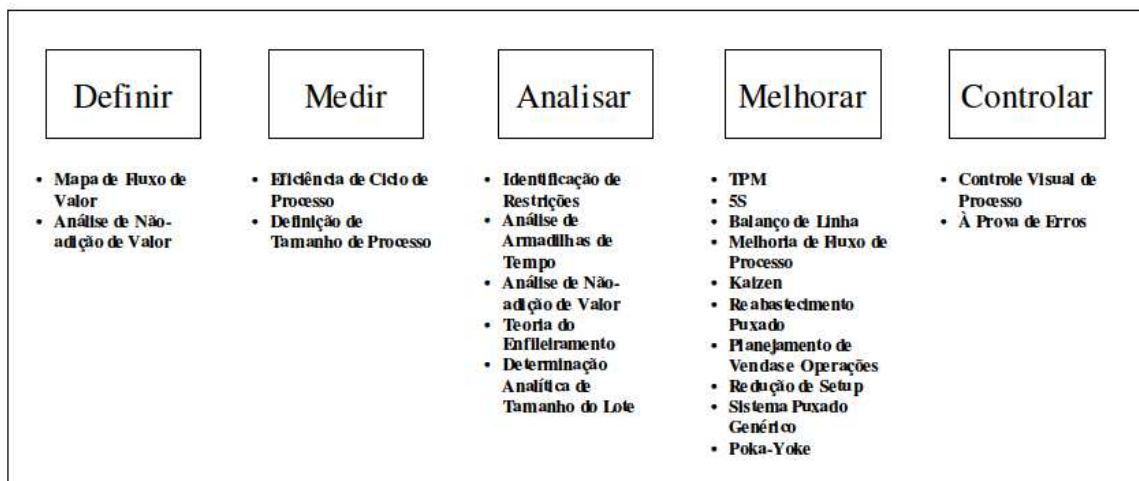 Definir
• Mapa de Fluxo de
Valor
• Análise de Não-
adição de Valor
Medir
• Eficiência de Ciclo de
Processo
• Definição de
Tamanho de Processo
Analisar
• Identificação de
Restrições
• Análise de
Armadilhas de
Tempo
• Análise de Não-
adição de Valor
• Teoria do
Enfileiramento
• Determinação
Analítica de
Tamanho do Lote
Melhorar
• TPM
• 5S
• Balanço de Linha
• Melhoria de Fluxo de
Processo
• Kaizen
• Reabastecimento
Puxado
• Planejamento de
Vendas e Operações
• Redução de Setup
• Sistema Puxado
Genérico
• Poka-Yoke
Controlar
• Controle Visual de
Processo
• À Prova de Erros